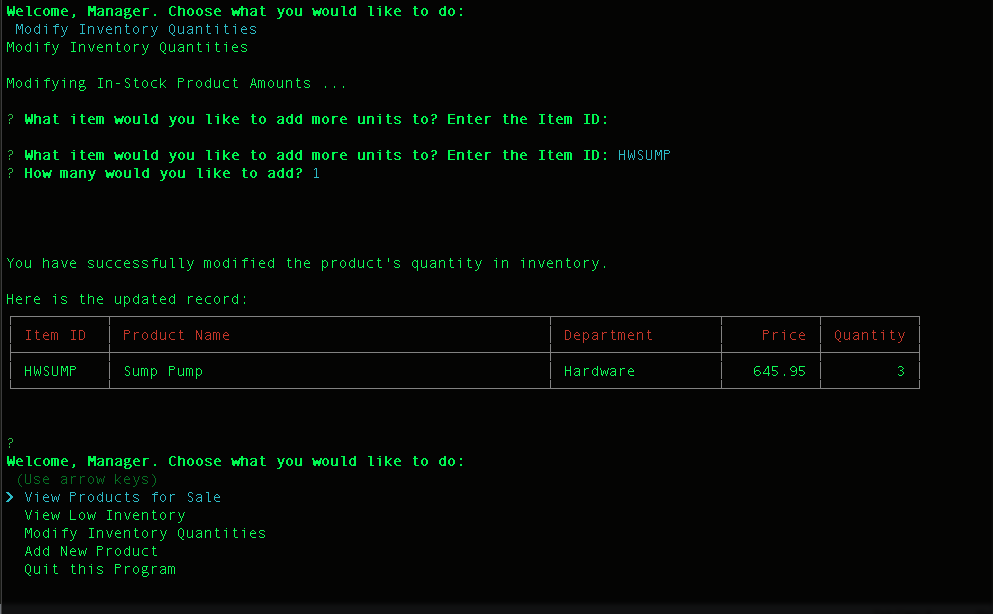 Welcome, Manager. Choose what you would like to do:
Modify Inventory Quantities
Modify Inventory Quantities
Modifying In-Stock Product Amounts ...
? What item would you like to add more units to? Enter the Item ID:
? What item would you like to add more units to? Enter the Item ID: HWSUMP
? How many would you like to add? 1
You have successfully modified the product's quantity in inventory.
Here is the updated record:
Item ID Product Name Department Price Quantity
HWSUMP Sump Pump Hardware 645.95 3
?
Welcome, Manager. Choose what you would like to do:
(Use arrow keys)
❯ View Products for Sale
View Low Inventory
Modify Inventory Quantities
Add New Product
Quit this Program